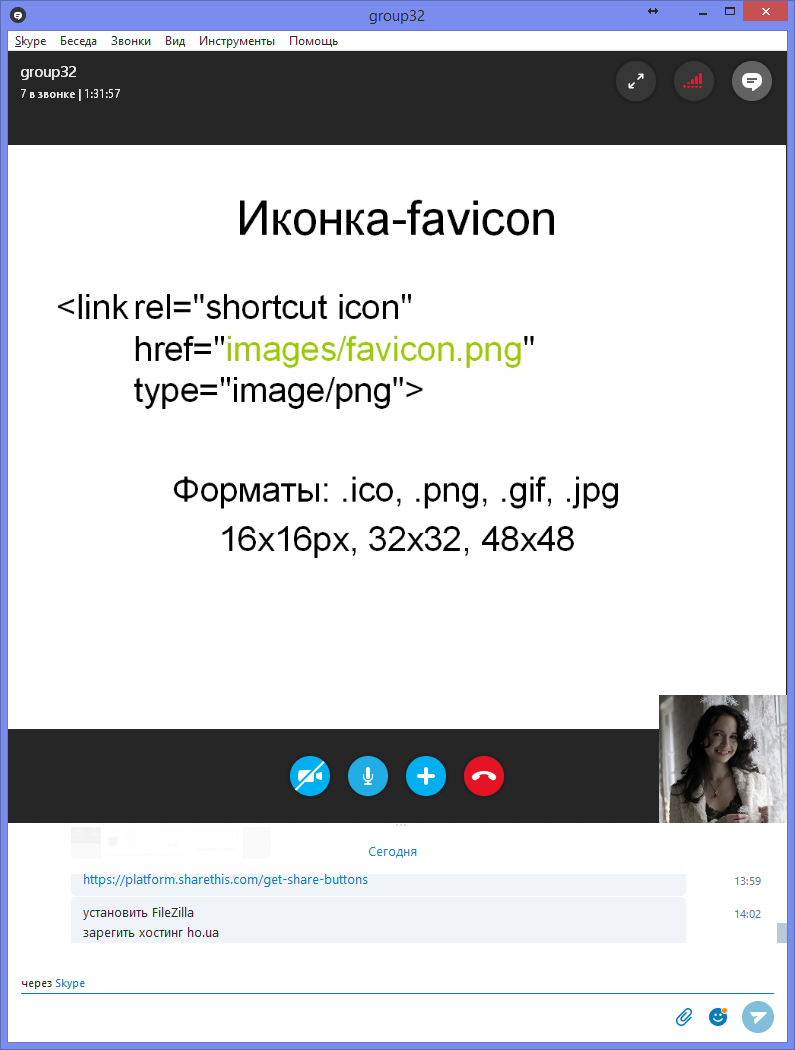 group32
Skype Беседа Звонки Вид Инструменты Помощь
group32
7 в звонке | 1:31:57
Иконка-favicon
<link rel="shortcut icon"
href="images/favicon.png"
type="image/png">
Форматы: .ico, .png, .gif, .jpg
16x16px, 32x32, 48x48
Сегодня
https://platform.sharethis.com/get-share-buttons 13:59
установить FileZilla 14:02
зарегить хостинг ho.ua
через Skype